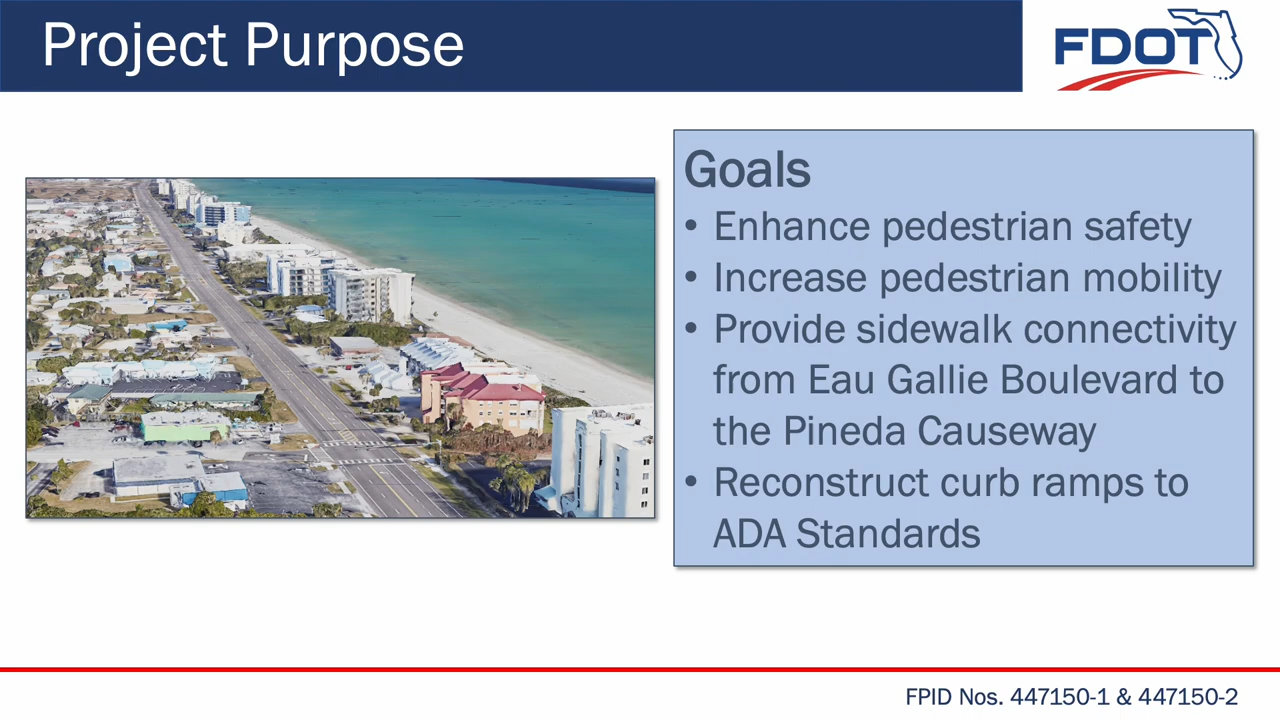 Project Purpose
FDOT
Goals
• Enhance pedestrian safety
• Increase pedestrian mobility
• Provide sidewalk connectivity
from Eau Gallie Boulevard to
the Pineda Causeway
• Reconstruct curb ramps to
ADA Standards
FPID Nos. 447150-1 & 447150-2